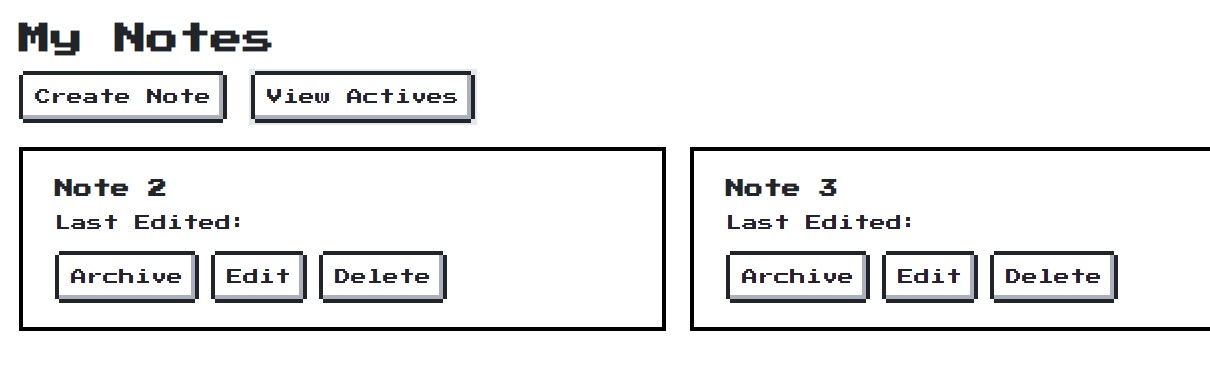 My Notes
Create Note
View Actives
Note 2
Last Edited:
Archive Edit Delete
Note 3
Last Edited:
Archive Edit Delete